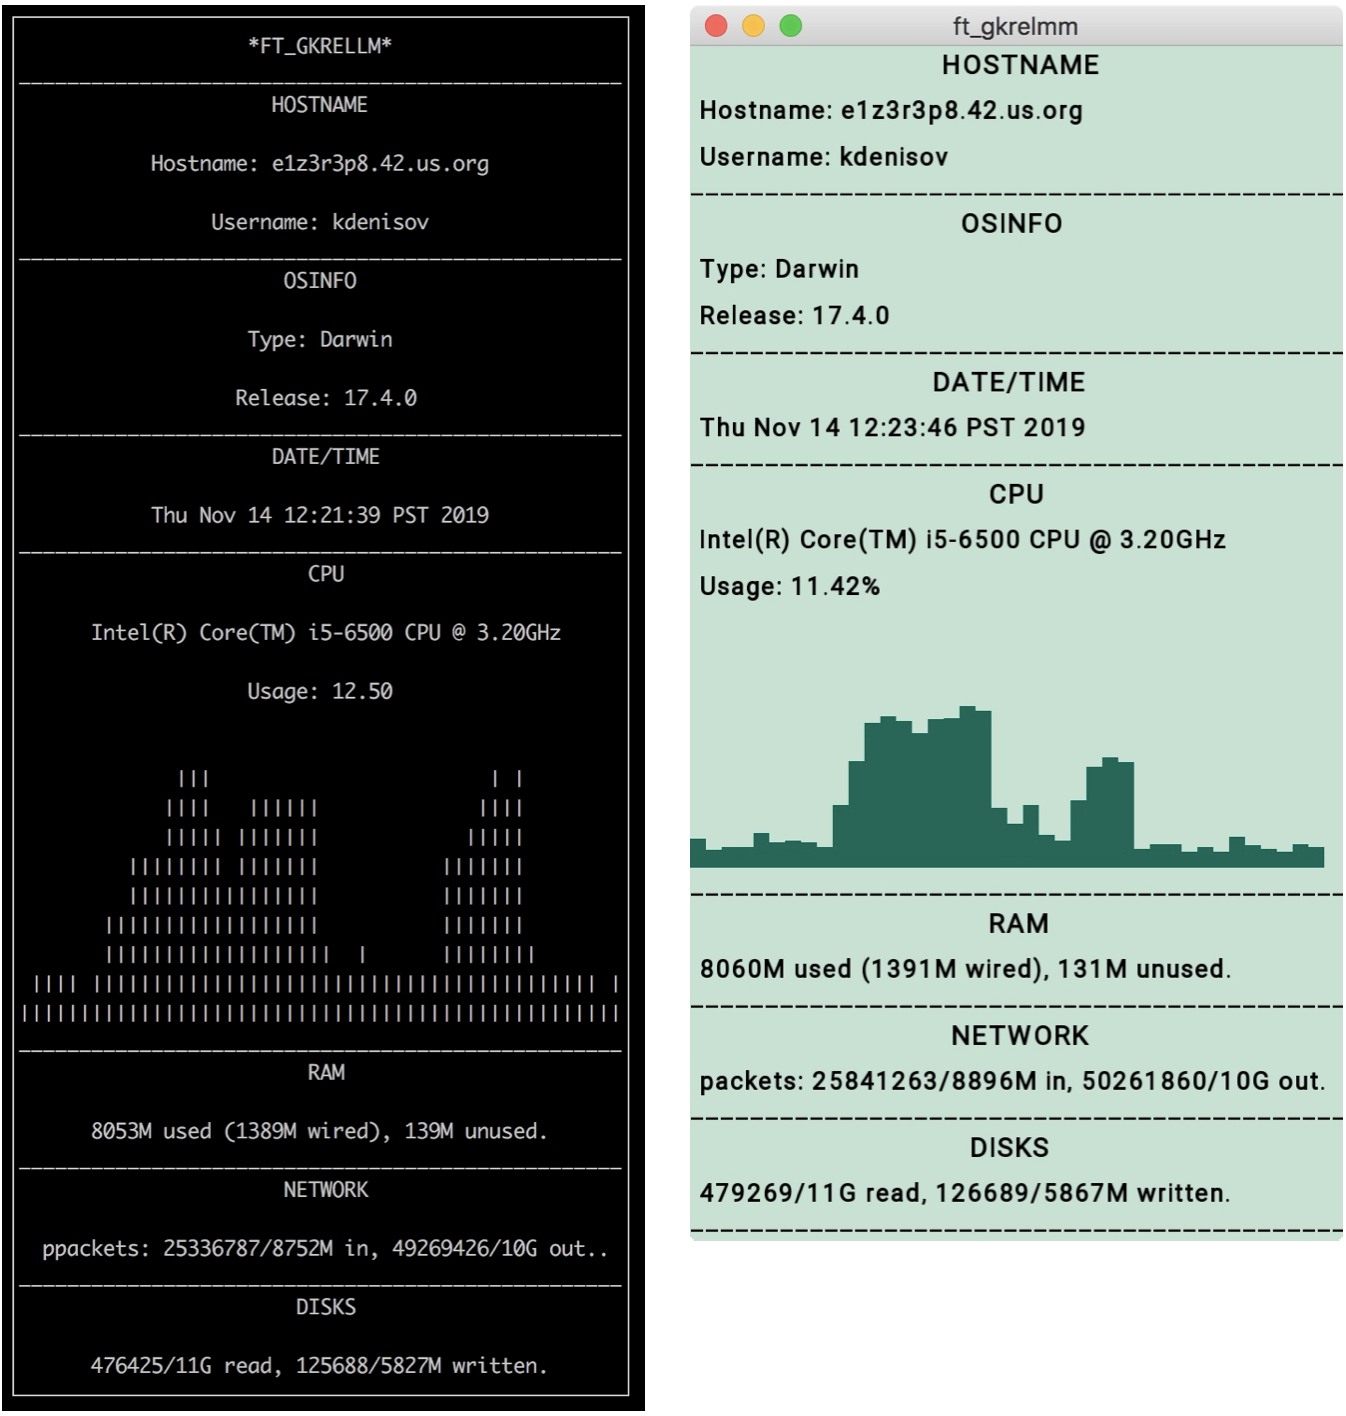 *FT_GKRELLM*
HOSTNAME
Hostname: e1z3r3p8.42.us.org
Username: kdenisov
OSINFO
Type: Darwin
Release: 17.4.0
DATE/TIME
Thu Nov 14 12:21:39 PST 2019
CPU
Intel(R) Core(TM) i5-6500 CPU @ 3.20GHz
Usage: 12.50
RAM
8053M used (1389M wired), 139M unused.
NETWORK
ppackets: 25336787/8752M in, 49269426/10G out..
DISKS
476425/11G read, 125688/5827M written.
ft_gkrelmm
HOSTNAME
Hostname: e1z3r3p8.42.us.org
Username: kdenisov
OSINFO
Type: Darwin
Release: 17.4.0
DATE/TIME
Thu Nov 14 12:23:46 PST 2019
CPU
Intel(R) Core(TM) i5-6500 CPU @ 3.20GHz
Usage: 11.42%
RAM
8060M used (1391M wired), 131M unused.
NETWORK
packets: 25841263/8896M in, 50261860/10G out.
DISKS
479269/11G read, 126689/5867M written.